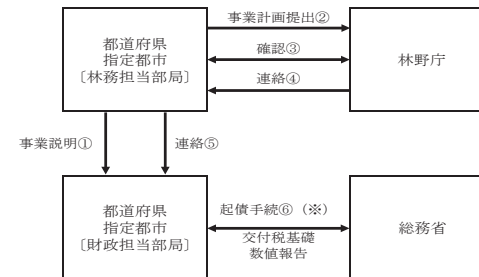 事業計画提出②
都道府県
指定都市
〔林務担当部局〕
確認③
林野庁
連絡④
事業説明①
連絡⑤
都道府県
指定都市
〔財政担当部局〕
起債手続⑥（※）
交付税基礎
数値報告
総務省